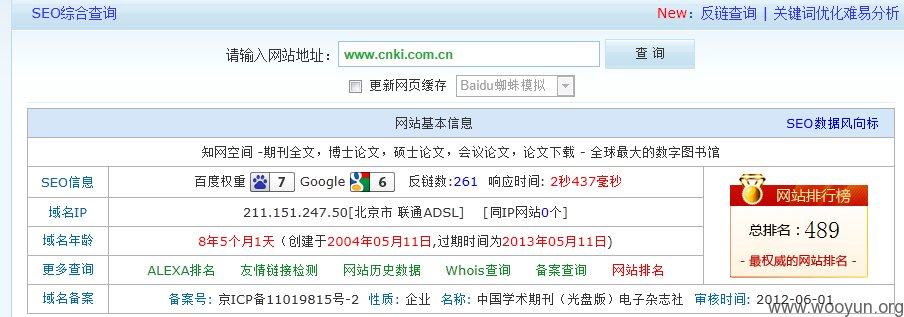 SEO综合查询 New：反链查询 | 关键词优化难易分析
请输入网站地址： www.cnki.com.cn 查 询
更新网页缓存 Baidu蜘蛛模拟
网站基本信息 SEO数据风向标
知网空间 -期刊全文，博士论文，硕士论文，会议论文，论文下载 - 全球最大的数字图书馆
SEO信息 百度权重 7 Google 6 反链数:261 响应时间: 2秒437毫秒
域名IP 211.151.247.50[北京市 联通ADSL] [同IP网站0个]
域名年龄 8年5个月1天（创建于2004年05月11日,过期时间为2013年05月11日)
更多查询 ALEXA排名 友情链接检测 网站历史数据 Whois查询 备案查询 网站排名
网站排行榜
总排名：489
- 最权威的网站排名 -
域名备案 备案号: 京ICP备11019815号-2 性质: 企业 名称: 中国学术期刊（光盘版）电子杂志社 审核时间: 2012-06-01
www.wooyun.org